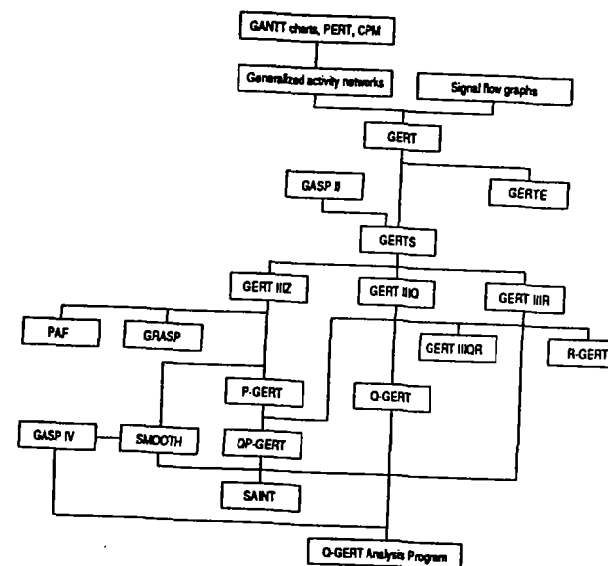 GANTT charts, PERT, CPM
Generalized activity networks
Signal flow graphs
GERT
GASP II
GERTE
GERTS
GERT IIIZ
GERT IIIQ
GERT IIIR
PAF
GRASP
GERT IIIQR
R-GERT
P-GERT
Q-GERT
GASP IV
SMOOTH
QP-GERT
SAINT
Q-GERT Analysis Program